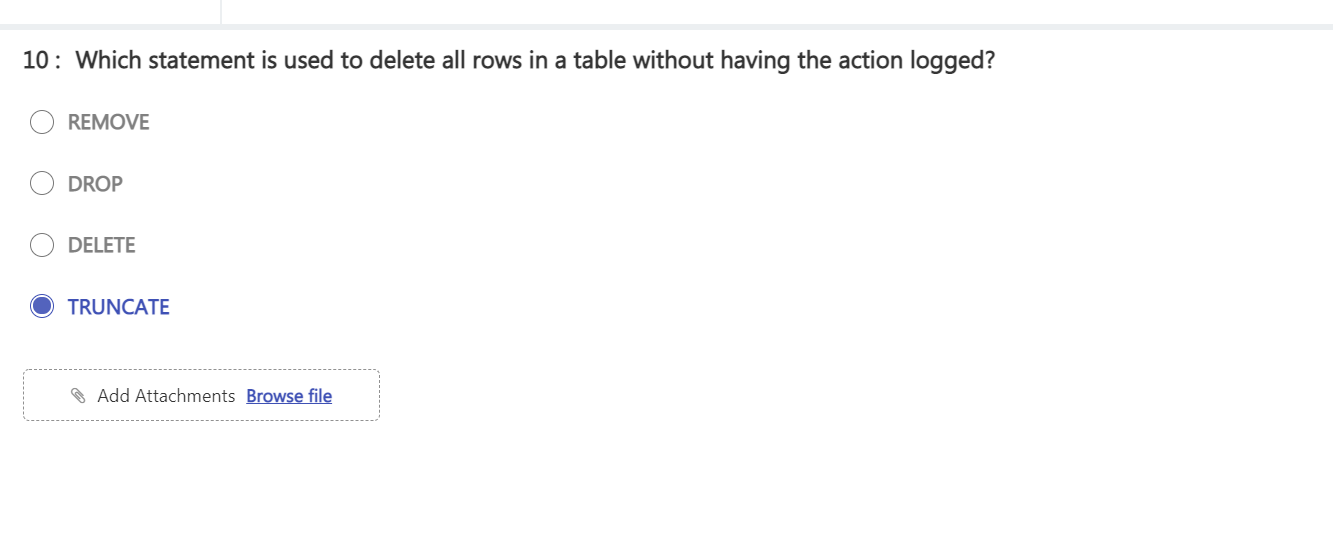 10 : Which statement is used to delete all rows in a table without having the action logged?
REMOVE
DROP
DELETE
TRUNCATE
Add Attachments Browse file